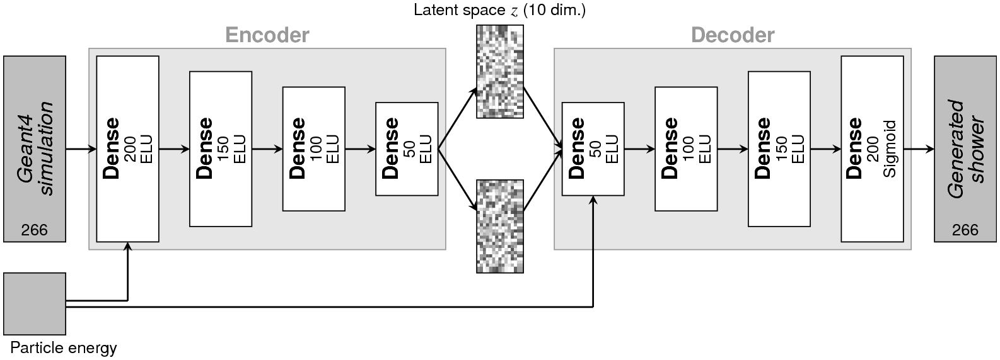 Latent space z (10 dim.)
Encoder
Decoder
Geant4
simulation
266
Dense
200
ELU
Dense
150
ELU
Dense
100
ELU
Dense
50
ELU
Dense
50
ELU
Dense
100
ELU
Dense
150
ELU
Dense
200
Sigmoid
Generated
shower
266
Particle energy